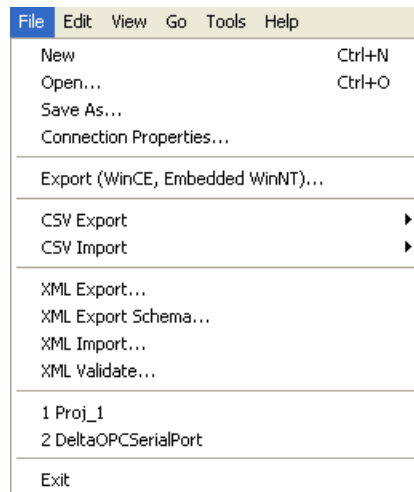 File Edit View Go Tools Help
New Ctrl+N
Open... Ctrl+O
Save As...
Connection Properties...
Export (WinCE, Embedded WinNT)...
CSV Export
CSV Import
XML Export...
XML Export Schema...
XML Import...
XML Validate...
1 Proj_1
2 DeltaOPCSerialPort
Exit